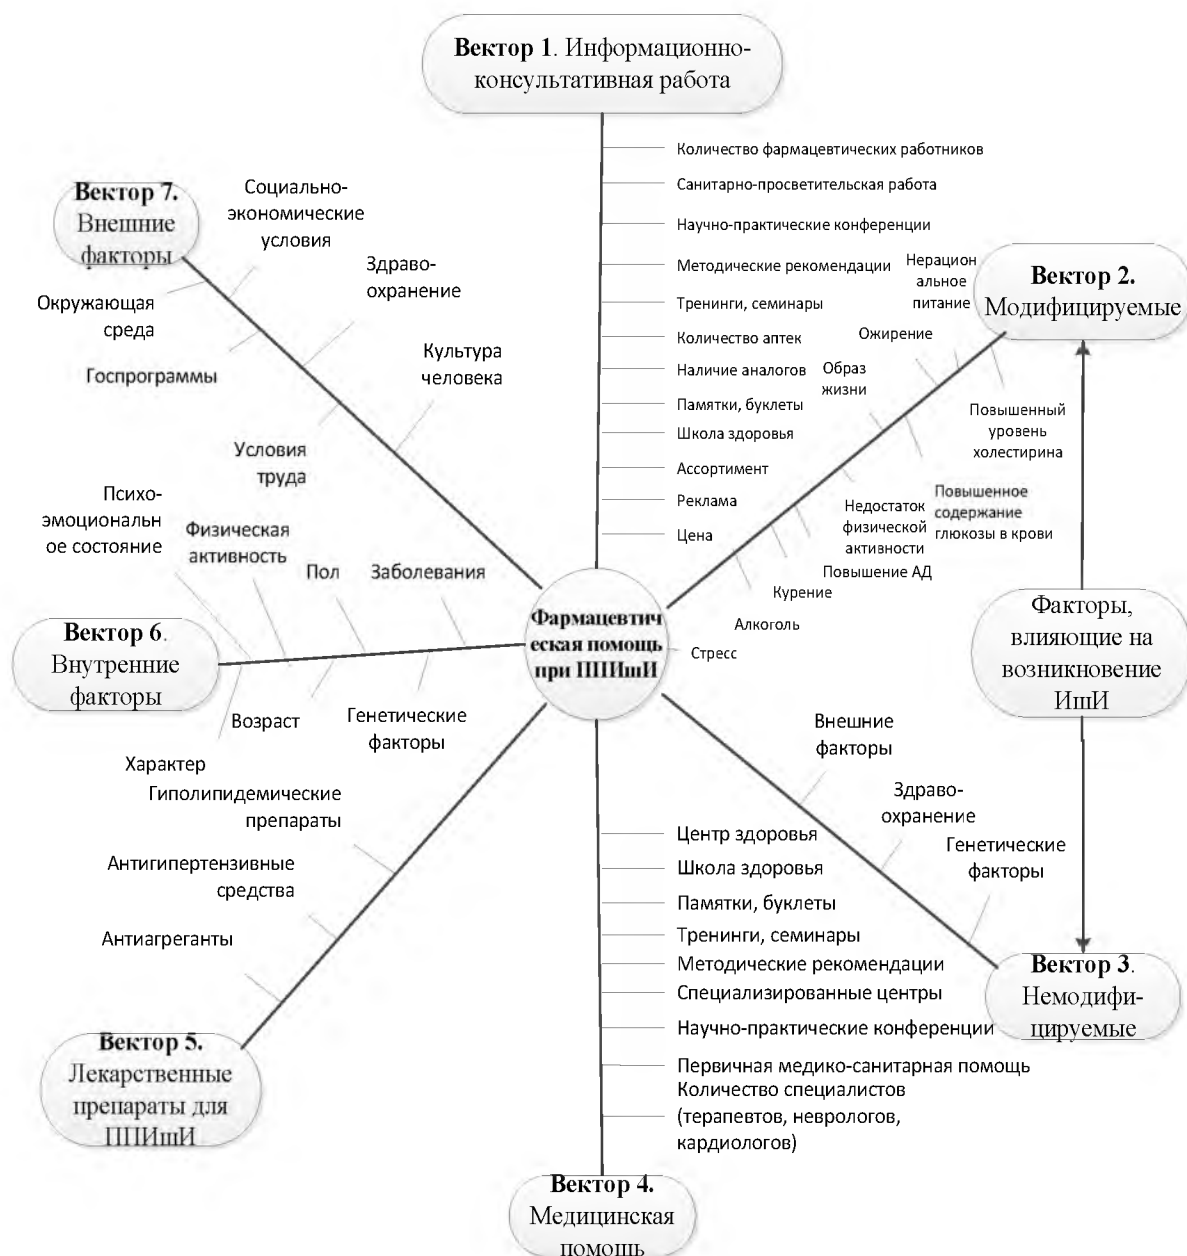 Вектор 1. Информационно-
консультативная работа
Количество фармацевтических работников
Санитарно-просветительская работа
Научно-практические конференции
Методические рекомендации
Тренинги, семинары
Количество аптек
Наличие аналогов
Памятки, буклеты
Школа здоровья
Ассортимент
Реклама
Цена
Вектор 7.
Внешние
факторы
Социально-
экономические
условия
Здраво-
охранение
Культура
человека
Окружающая
среда
Госпрограммы
Условия
труда
Вектор 2.
Модифицируемые
Нерацион
альное
питание
Ожирение
Образ
жизни
Повышенный
уровень
холестирина
Повышенное
содержание
глюкозы в крови
Недостаток
физической
активности
Повышение АД
Курение
Алкоголь
Стресс
Фармацевтич
еская помощь
при ППИшИ
Факторы,
влияющие на
возникновение
ИшИ
Психо-
эмоциональн
ое состояние
Физическая
активность
Пол
Заболевания
Вектор 6.
Внутренние
факторы
Характер
Возраст
Генетические
факторы
Гиполипидемические
препараты
Антигипертензивные
средства
Антиагреганты
Вектор 5.
Лекарственные
препараты для
ППИшИ
Внешние
факторы
Здраво-
охранение
Генетические
факторы
Вектор 3.
Немодифи-
цируемые
Центр здоровья
Школа здоровья
Памятки, буклеты
Тренинги, семинары
Методические рекомендации
Специализированные центры
Научно-практические конференции
Первичная медико-санитарная помощь
Количество специалистов
(терапевтов, неврологов,
кардиологов)
Вектор 4.
Медицинская
помощь